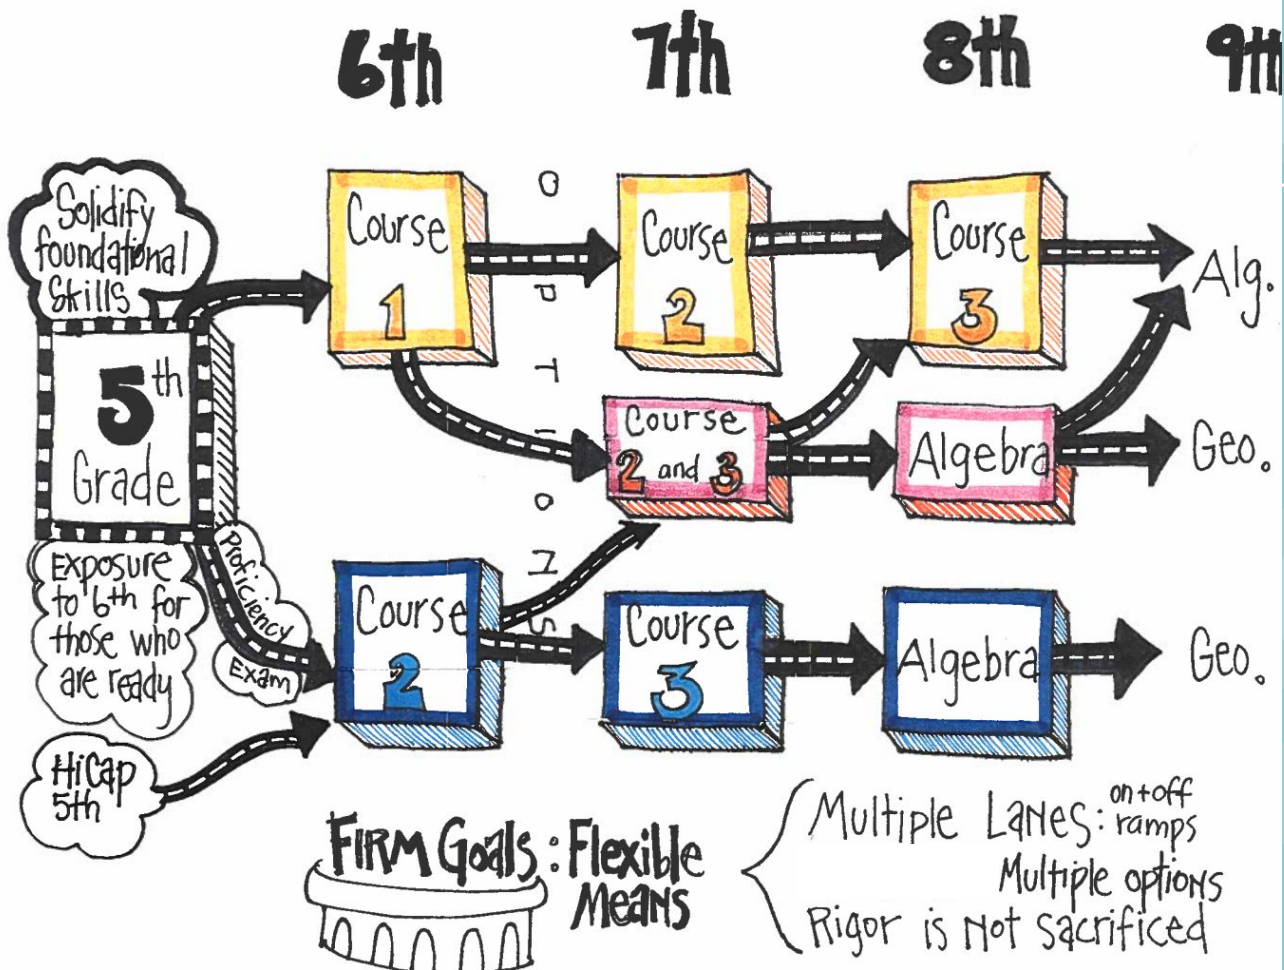 6th
7th
8th
9th
Solidify
foundational
Skills
5th
Grade
Exposure
to 6th for
those who
are ready
Proficiency
Exam
HiCap
5th
Course
1
Course
2
OPTIONS
Course
2
Course
2 and 3
Course
3
Course
3
Algebra
Algebra
Alg.
Geo.
Geo.
FIRM GOALS: Flexible
MEANS
Multiple Lanes: on+off
ramps
Multiple options
Rigor is Not sacrificed